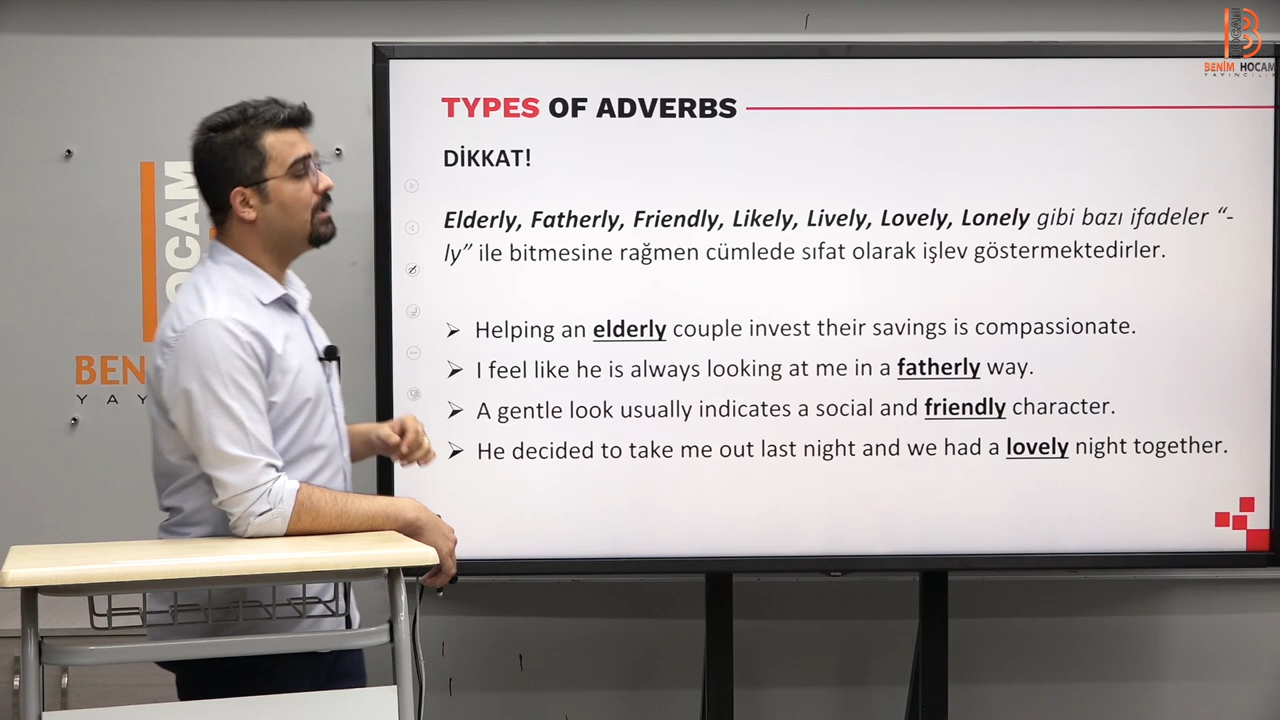 BENİM HOCAM
YAYINCILIK
TYPES OF ADVERBS
DİKKAT!
Elderly, Fatherly, Friendly, Likely, Lively, Lovely, Lonely gibi bazı ifadeler “-
ly” ile bitmesine rağmen cümlede sıfat olarak işlev göstermektedirler.
➢ Helping an elderly couple invest their savings is compassionate.
➢ I feel like he is always looking at me in a fatherly way.
➢ A gentle look usually indicates a social and friendly character.
➢ He decided to take me out last night and we had a lovely night together.
OCAM
BEN
YAY